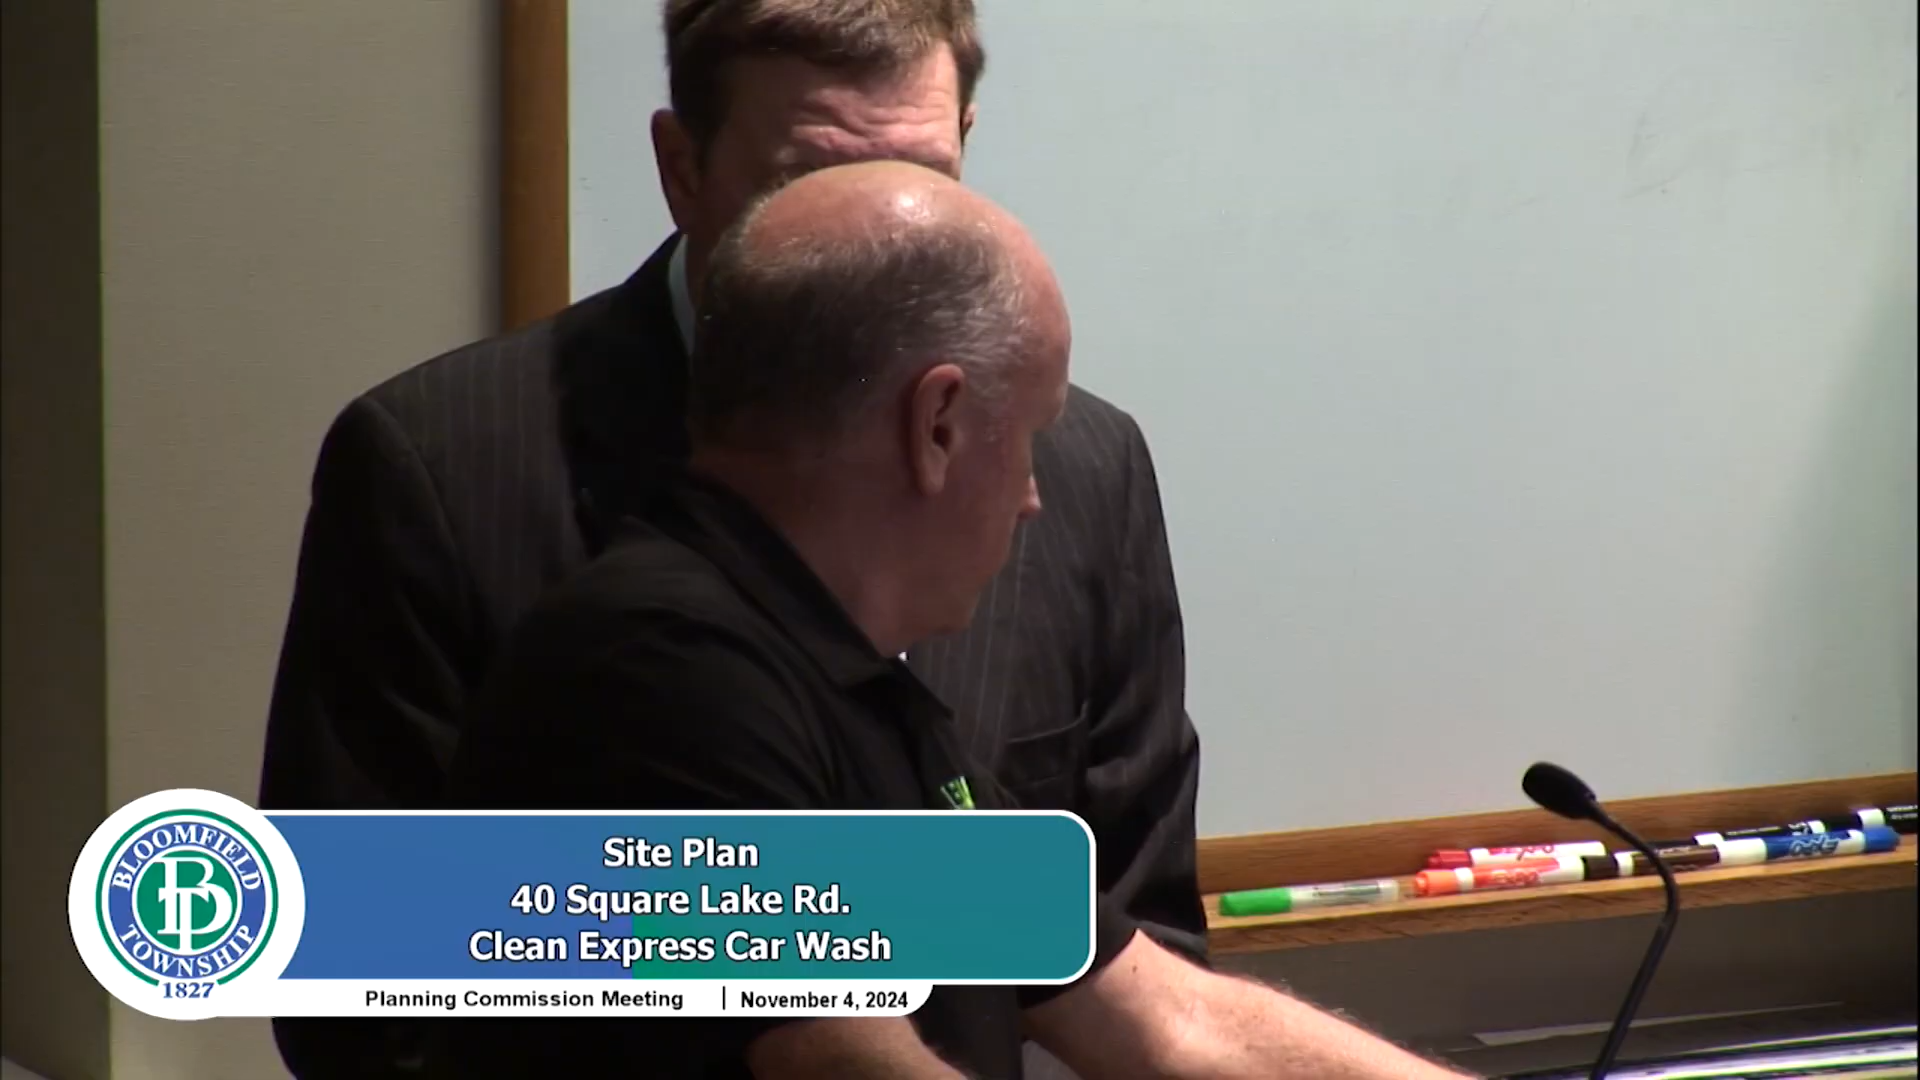 Site Plan
40 Square Lake Rd.
Clean Express Car Wash
BLOOMFIELD
TOWNSHIP
1827
Planning Commission Meeting | November 4, 2024
EXPO